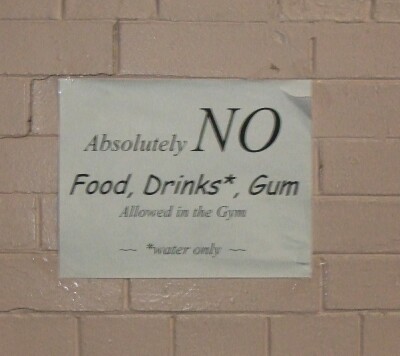 Absolutely NO
Food, Drinks*, Gum
Allowed in the Gym
~~ *water only ~~